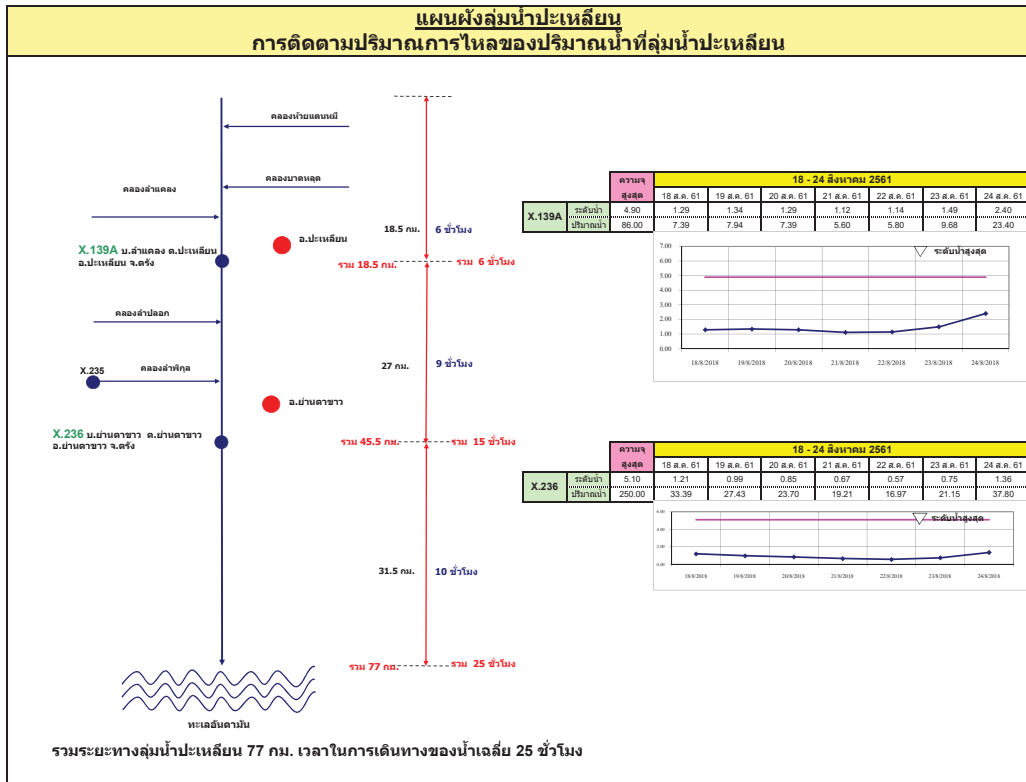 แผนผังลุ่มน้ำปะเหลียน
การติดตามปริมาณการไหลของปริมาณน้ำที่ลุ่มน้ำปะเหลียน
คลองห้วยแดนหมี
คลองบาดหลุด
คลองลำแคลง
18.5 กม.
6 ชั่วโมง
อ.ปะเหลียน
X.139A บ.ลำแคลง ต.ปะเหลียน
อ.ปะเหลียน จ.ตรัง
รวม 18.5 กม.
รวม 6 ชั่วโมง
คลองลำปลอก
X.235
คลองลำพิกุล
27 กม.
9 ชั่วโมง
อ.ย่านตาขาว
X.236 บ.ย่านตาขาว ต.ย่านตาขาว
อ.ย่านตาขาว จ.ตรัง
รวม 45.5 กม.
รวม 15 ชั่วโมง
31.5 กม.
10 ชั่วโมง
รวม 77 กม.
รวม 25 ชั่วโมง
ทะเลอันดามัน
รวมระยะทางลุ่มน้ำปะเหลียน 77 กม. เวลาในการเดินทางของน้ำเฉลี่ย 25 ชั่วโมง
ความจุ 18 - 24 สิงหาคม 2561
สูงสุด 18 ส.ค. 61 19 ส.ค. 61 20 ส.ค. 61 21 ส.ค. 61 22 ส.ค. 61 23 ส.ค. 61 24 ส.ค. 61
X.139A
ระดับน้ำ 4.90 1.29 1.34 1.29 1.12 1.14 1.49 2.40
ปริมาณน้ำ 86.00 7.39 7.94 7.39 5.60 5.80 9.68 23.40
ระดับน้ำสูงสุด
7.00
6.00
5.00
4.00
3.00
2.00
1.00
0.00
18/8/2018 19/8/2018 20/8/2018 21/8/2018 22/8/2018 23/8/2018 24/8/2018
ความจุ 18 - 24 สิงหาคม 2561
สูงสุด 18 ส.ค. 61 19 ส.ค. 61 20 ส.ค. 61 21 ส.ค. 61 22 ส.ค. 61 23 ส.ค. 61 24 ส.ค. 61
X.236
ระดับน้ำ 5.10 1.21 0.99 0.85 0.67 0.57 0.75 1.36
ปริมาณน้ำ 250.00 33.39 27.43 23.70 19.21 16.97 21.15 37.80
ระดับน้ำสูงสุด
6.00
4.00
2.00
0.00
18/8/2018 19/8/2018 20/8/2018 21/8/2018 22/8/2018 23/8/2018 24/8/2018